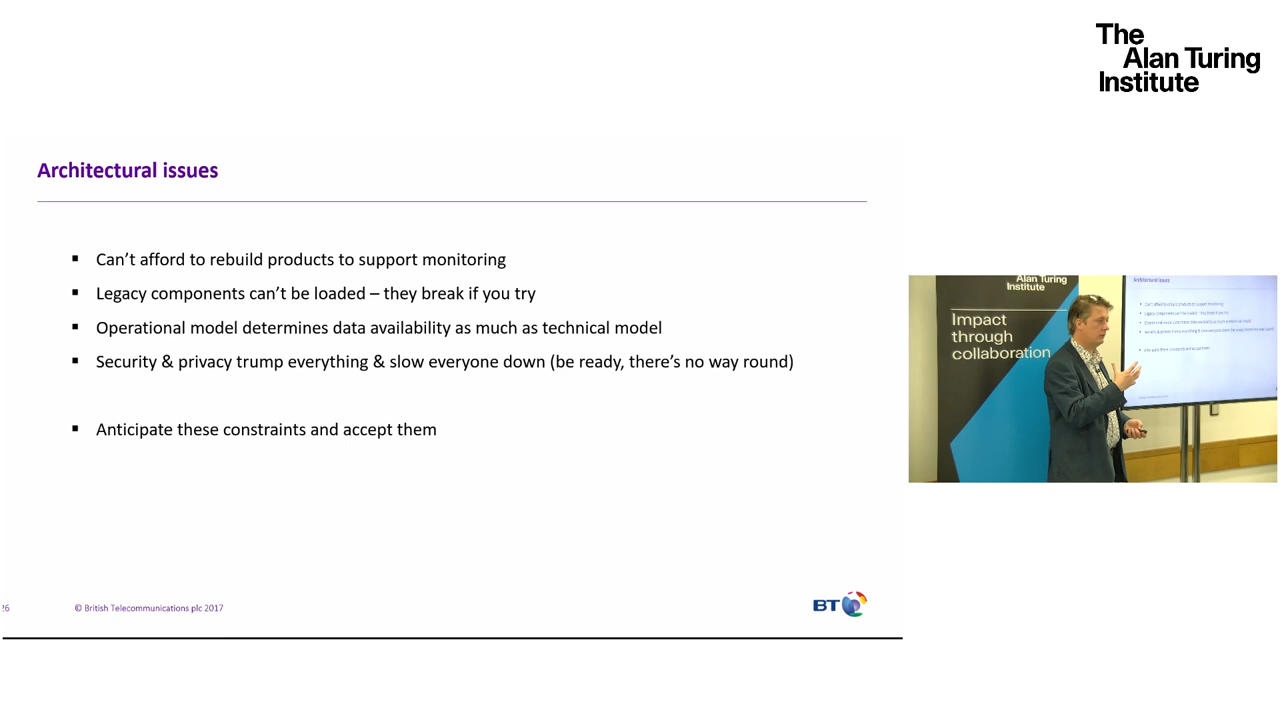 The
Alan Turing
Institute
Architectural issues
▪ Can't afford to rebuild products to support monitoring
▪ Legacy components can't be loaded – they break if you try
▪ Operational model determines data availability as much as technical model
▪ Security & privacy trump everything & slow everyone down (be ready, there's no way round)
▪ Anticipate these constraints and accept them
26
© British Telecommunications plc 2017
BT
Alan Turing
Institute
Impact
through
collaboration
Architectural issues